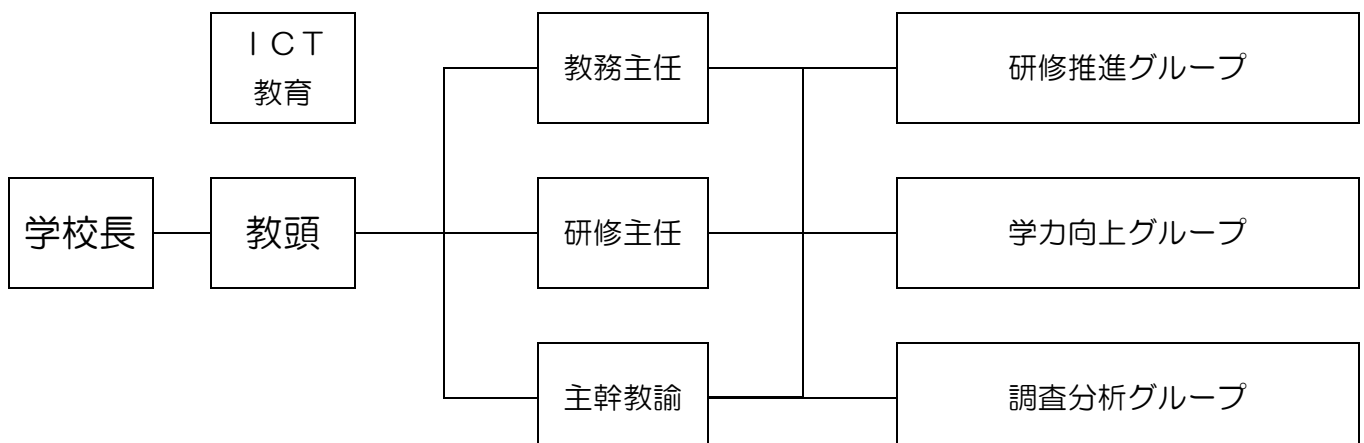 ＩＣＴ
教育
教務主任
研修推進グループ
学校長
教頭
研修主任
学力向上グループ
主幹教諭
調査分析グループ